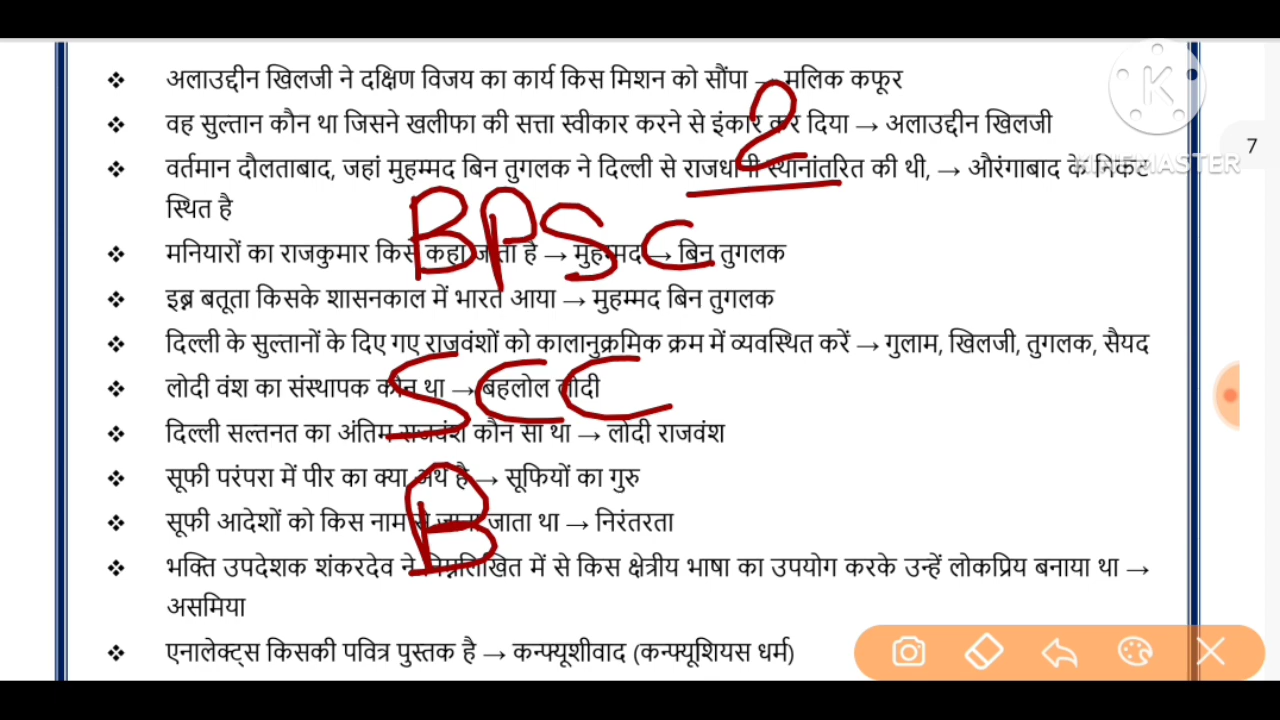 ❖ अलाउद्दीन खिलजी ने दक्षिण विजय का कार्य किस मिशन को सौंपा → मलिक कफूर
❖ वह सुल्तान कौन था जिसने खलीफा की सत्ता स्वीकार करने से इंकार कर दिया → अलाउद्दीन खिलजी
2
7
KINEMASTER
❖ वर्तमान दौलताबाद, जहां मुहम्मद बिन तुगलक ने दिल्ली से राजधानी स्थानांतरित की थी, → औरंगाबाद के निकट
स्थित है
BPSC
❖ मनियारों का राजकुमार किसे कहा जाता है → मुहम्मद → बिन तुगलक
❖ इब्न बतूता किसके शासनकाल में भारत आया → मुहम्मद बिन तुगलक
❖ दिल्ली के सुल्तानों के दिए गए राजवंशों को कालानुक्रमिक क्रम में व्यवस्थित करें → गुलाम, खिलजी, तुगलक, सैयद
❖ लोदी वंश का संस्थापक कौन था → बहलोल लोदी
SCC
❖ दिल्ली सल्तनत का अंतिम राजवंश कौन सा था → लोदी राजवंश
❖ सूफी परंपरा में पीर का क्या अर्थ है → सूफियों का गुरु
B
❖ सूफी आदेशों को किस नाम से जाना जाता था → निरंतरता
❖ भक्ति उपदेशक शंकरदेव ने निम्नलिखित में से किस क्षेत्रीय भाषा का उपयोग करके उन्हें लोकप्रिय बनाया था →
असमिया
❖ एनालेक्ट्स किसकी पवित्र पुस्तक है → कन्फ्यूशीवाद (कन्फ्यूशियस धर्म)